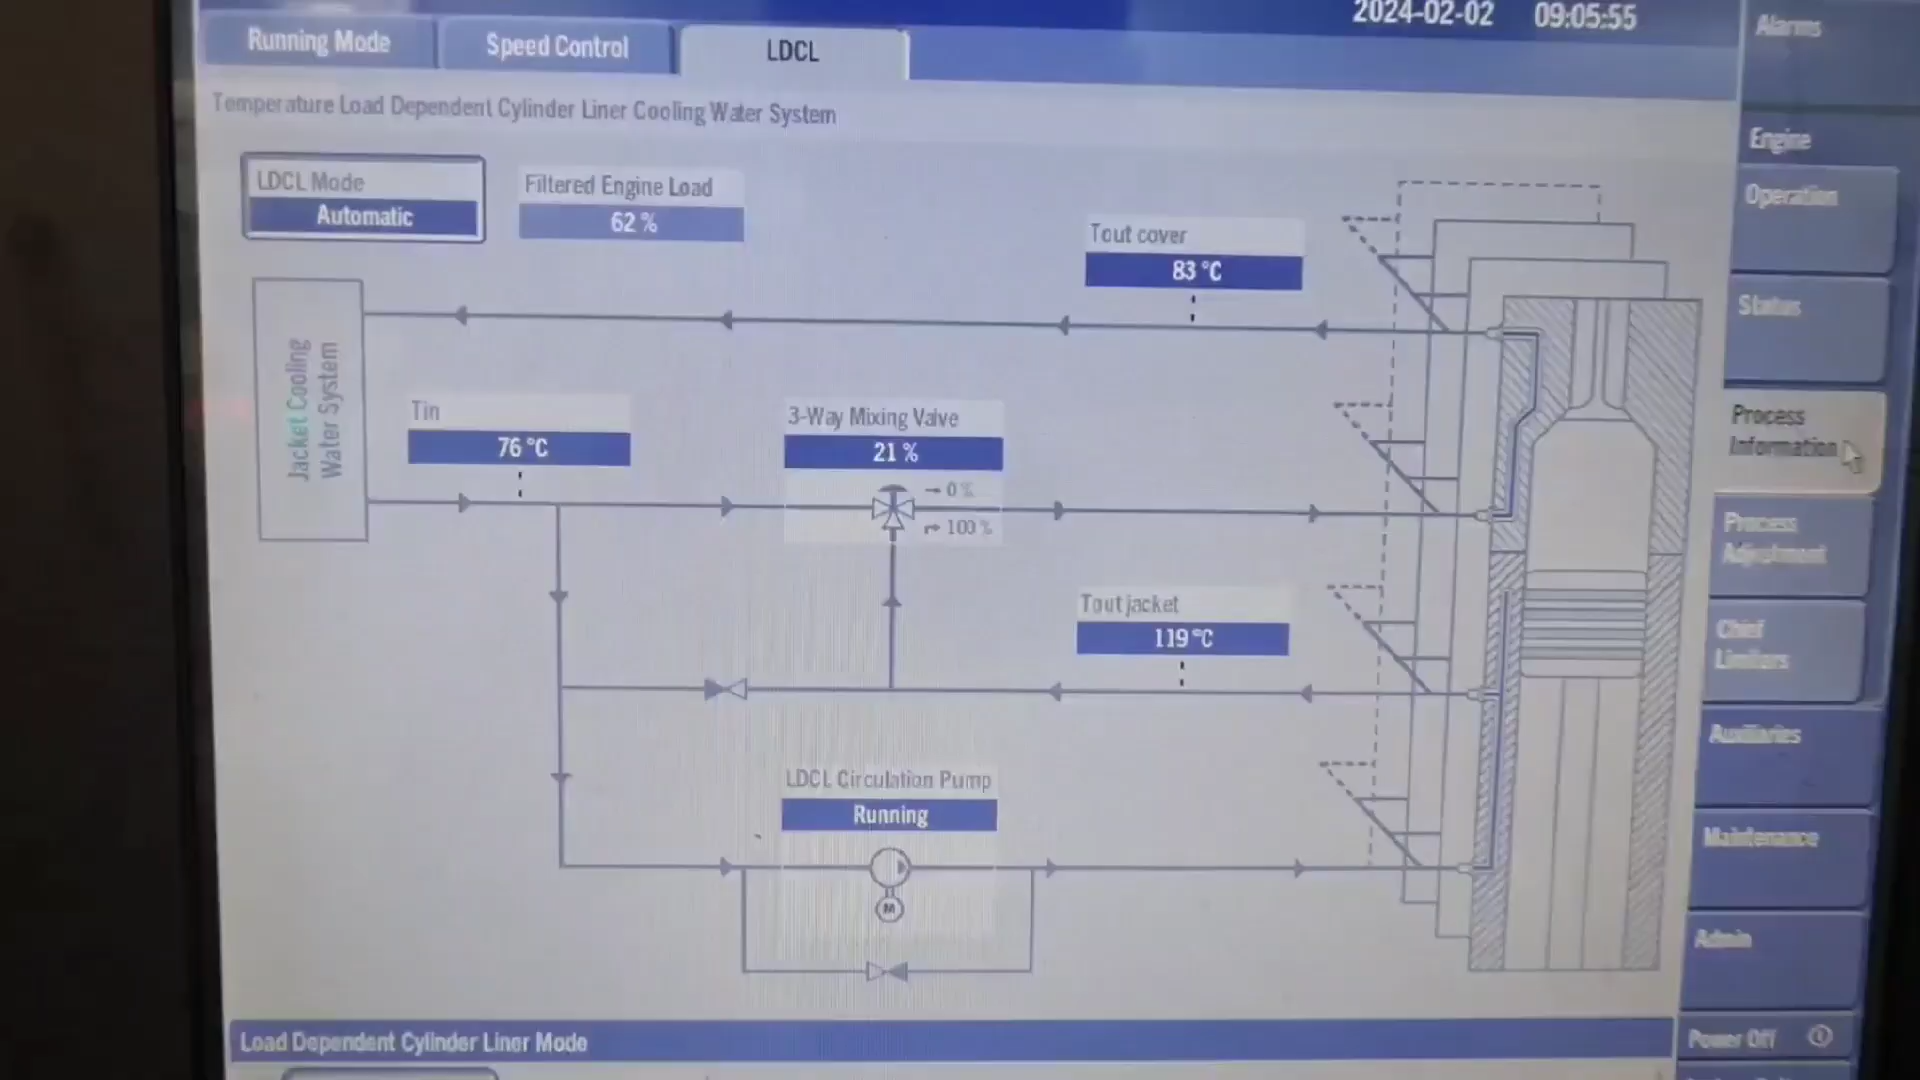 2024-02-02 09:05:55
Running Mode
Speed Control
LDCL
Temperature Load Dependent Cylinder Liner Cooling Water System
LDCL Mode
Automatic
Filtered Engine Load
62 %
Tout cover
83 °C
Jacket Cooling
Water System
Tin
76 °C
3-Way Mixing Valve
21 %
→ 0 %
↱ 100 %
Tout jacket
119 °C
LDCL Circulation Pump
Running
M
Load Dependent Cylinder Liner Mode
Alarms
Engine
Operation
Status
Process
Information
Process
Adjustment
Chief
Limiters
Auxiliaries
Maintenance
Admin
Power Off